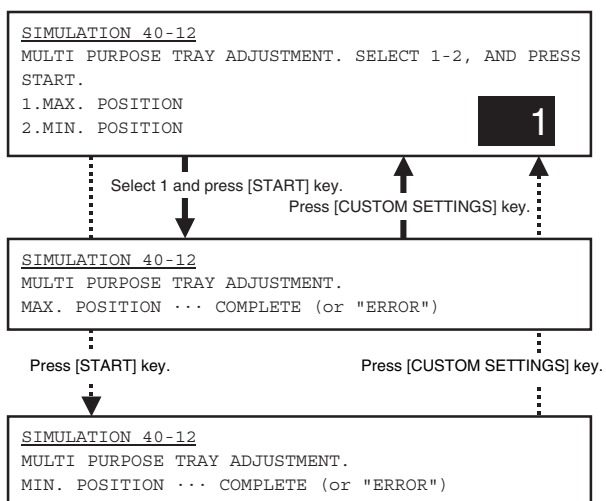 SIMULATION 40-12
MULTI PURPOSE TRAY ADJUSTMENT. SELECT 1-2, AND PRESS
START.
1.MAX. POSITION
2.MIN. POSITION
1
Select 1 and press [START] key.
Press [CUSTOM SETTINGS] key.
SIMULATION 40-12
MULTI PURPOSE TRAY ADJUSTMENT.
MAX. POSITION ··· COMPLETE (or "ERROR")
Press [START] key.
Press [CUSTOM SETTINGS] key.
SIMULATION 40-12
MULTI PURPOSE TRAY ADJUSTMENT.
MIN. POSITION ··· COMPLETE (or "ERROR")